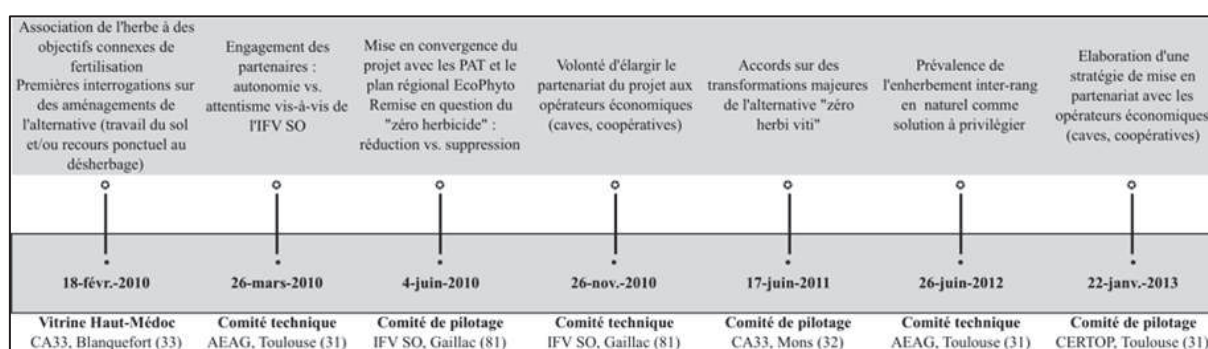 Association de l'herbe à des
objectifs connexes de
fertilisation
Premières interrogations sur
des aménagements de
l'alternative (travail du sol
et/ou recours ponctuel au
désherbage)
Engagement des
partenaires :
autonomie vs.
attentisme vis-à-vis de
l'IFV SO
Mise en convergence du
projet avec les PAT et le
plan régional EcoPhyto
Remise en question du
"zéro herbicide" :
réduction vs. suppression
Volonté d'élargir le
partenariat du projet aux
opérateurs économiques
(caves, coopératives)
Accords sur des
transformations majeures
de l'alternative "zéro
herbi viti"
Prévalence de
l'enherbement inter-rang
en naturel comme
solution à privilégier
Elaboration d'une
stratégie de mise en
partenariat avec les
opérateurs économiques
(caves, coopératives)
18-févr.-2010
26-mars-2010
4-juin-2010
26-nov.-2010
17-juin-2011
26-juin-2012
22-janv.-2013
Vitrine Haut-Médoc
CA33, Blanquefort (33)
Comité technique
AEAG, Toulouse (31)
Comité de pilotage
IFV SO, Gaillac (81)
Comité technique
IFV SO, Gaillac (81)
Comité de pilotage
CA33, Mons (32)
Comité technique
AEAG, Toulouse (31)
Comité de pilotage
CERTOP, Toulouse (31)